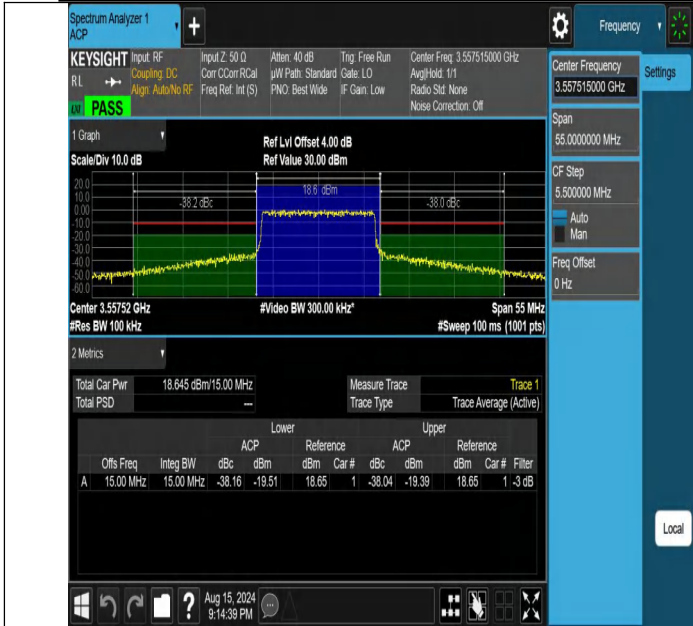 Spectrum Analyzer 1
ACP
Frequency
KEYSIGHT
RL
PASS
Input: RF
Coupling: DC
Align: Auto/No RF
Input Z: 50 Ω
Corr CCorr RCal
Freq Ref: Int (S)
Atten: 40 dB
µW Path: Standard
PNO: Best Wide
Trig: Free Run
Gate: LO
IF Gain: Low
Center Freq: 3.557515000 GHz
Avg|Hold: 1/1
Radio Std: None
Noise Correction: Off
1 Graph
Scale/Div 10.0 dB
Ref Lvl Offset 4.00 dB
Ref Value 30.00 dBm
20.0
10.0
0.00
-10.0
-20.0
-30.0
-40.0
-50.0
-60.0
-38.2 dBc
18.6 dBm
-38.0 dBc
Center 3.55752 GHz
#Video BW 300.00 kHz*
Span 55 MHz
#Res BW 100 kHz
#Sweep 100 ms (1001 pts)
2 Metrics
Total Car Pwr 18.645 dBm/15.00 MHz
Total PSD ---
Measure Trace Trace 1
Trace Type Trace Average (Active)
Lower Upper
ACP Reference ACP Reference
Offs Freq Integ BW dBc dBm dBm Car # dBc dBm dBm Car # Filter
A 15.00 MHz 15.00 MHz -38.16 -19.51 18.65 1 -38.04 -19.39 18.65 1 -3 dB
Center Frequency
3.557515000 GHz
Settings
Span
55.0000000 MHz
CF Step
5.500000 MHz
Auto
Man
Freq Offset
0 Hz
Local
?
Aug 15, 2024
9:14:39 PM